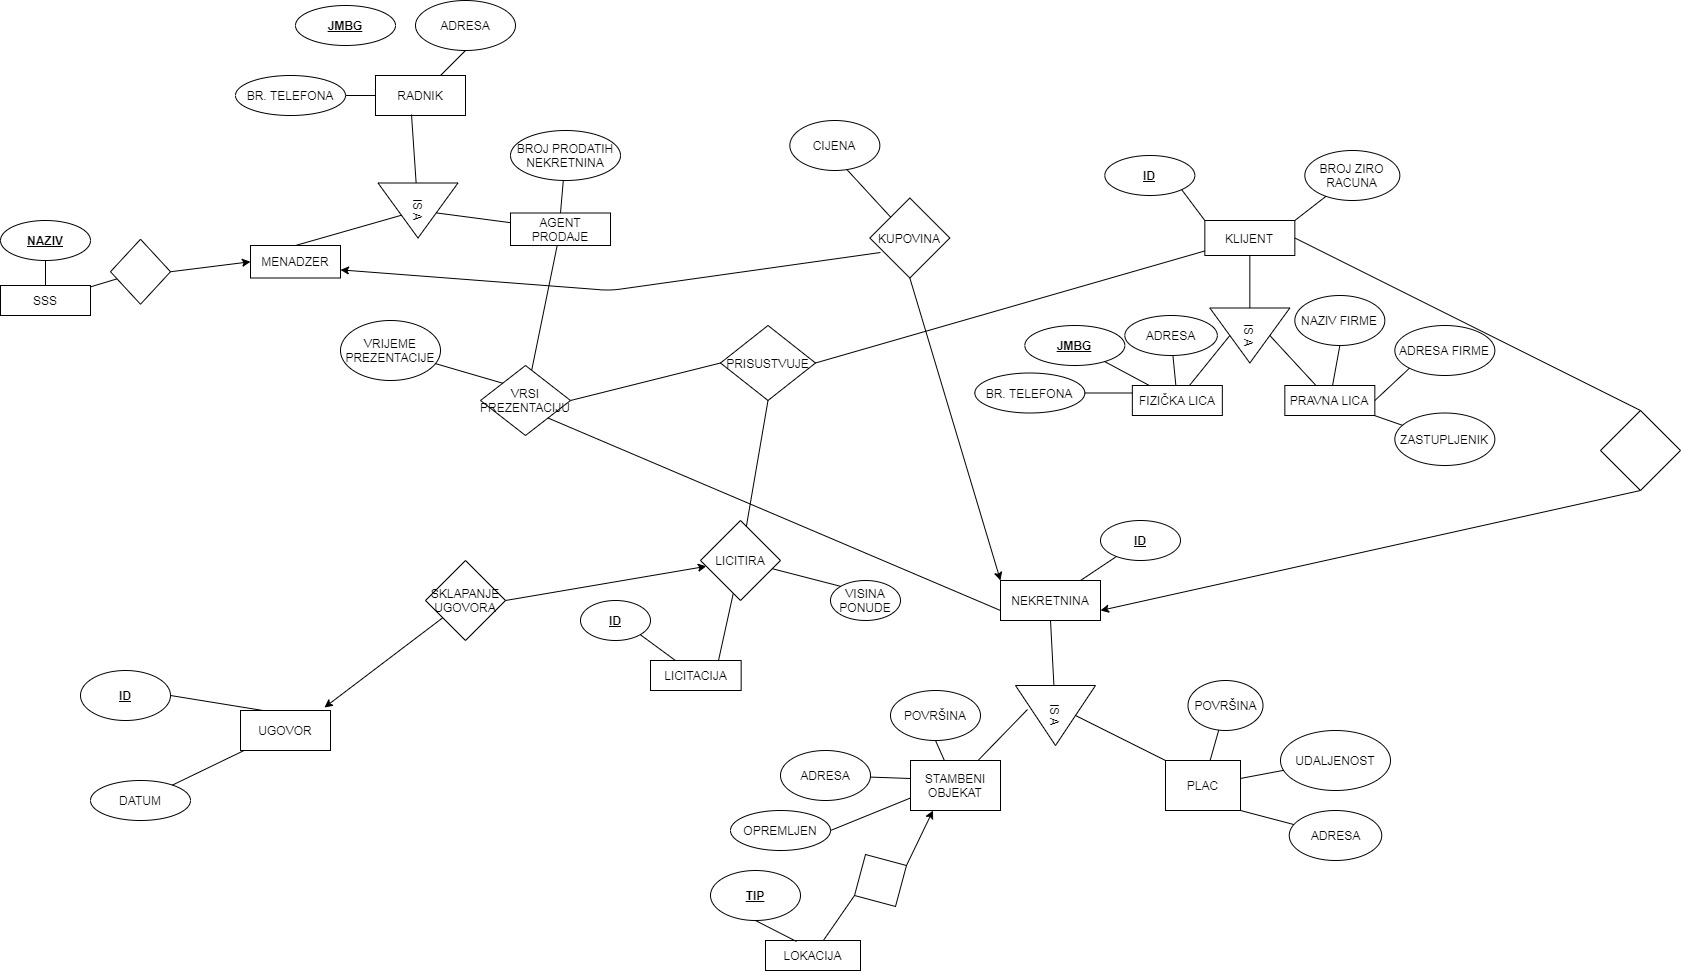 JMBG
ADRESA
BR. TELEFONA
RADNIK
BROJ PRODATIH
NEKRETNINA
IS A
AGENT
PRODAJE
NAZIV
MENADZER
SSS
CIJENA
KUPOVINA
ID
BROJ ZIRO
RACUNA
KLIJENT
IS A
NAZIV FIRME
JMBG
ADRESA
ADRESA FIRME
BR. TELEFONA
FIZIČKA LICA
PRAVNA LICA
ZASTUPLJENIK
VRIJEME
PREZENTACIJE
PRISUSTVUJE
VRSI
PREZENTACIJU
LICITIRA
SKLAPANJE
UGOVORA
VISINA
PONUDE
ID
LICITACIJA
ID
NEKRETNINA
ID
UGOVOR
DATUM
IS A
POVRŠINA
POVRŠINA
ADRESA
STAMBENI
OBJEKAT
OPREMLJEN
UDALJENOST
PLAC
ADRESA
TIP
LOKACIJA